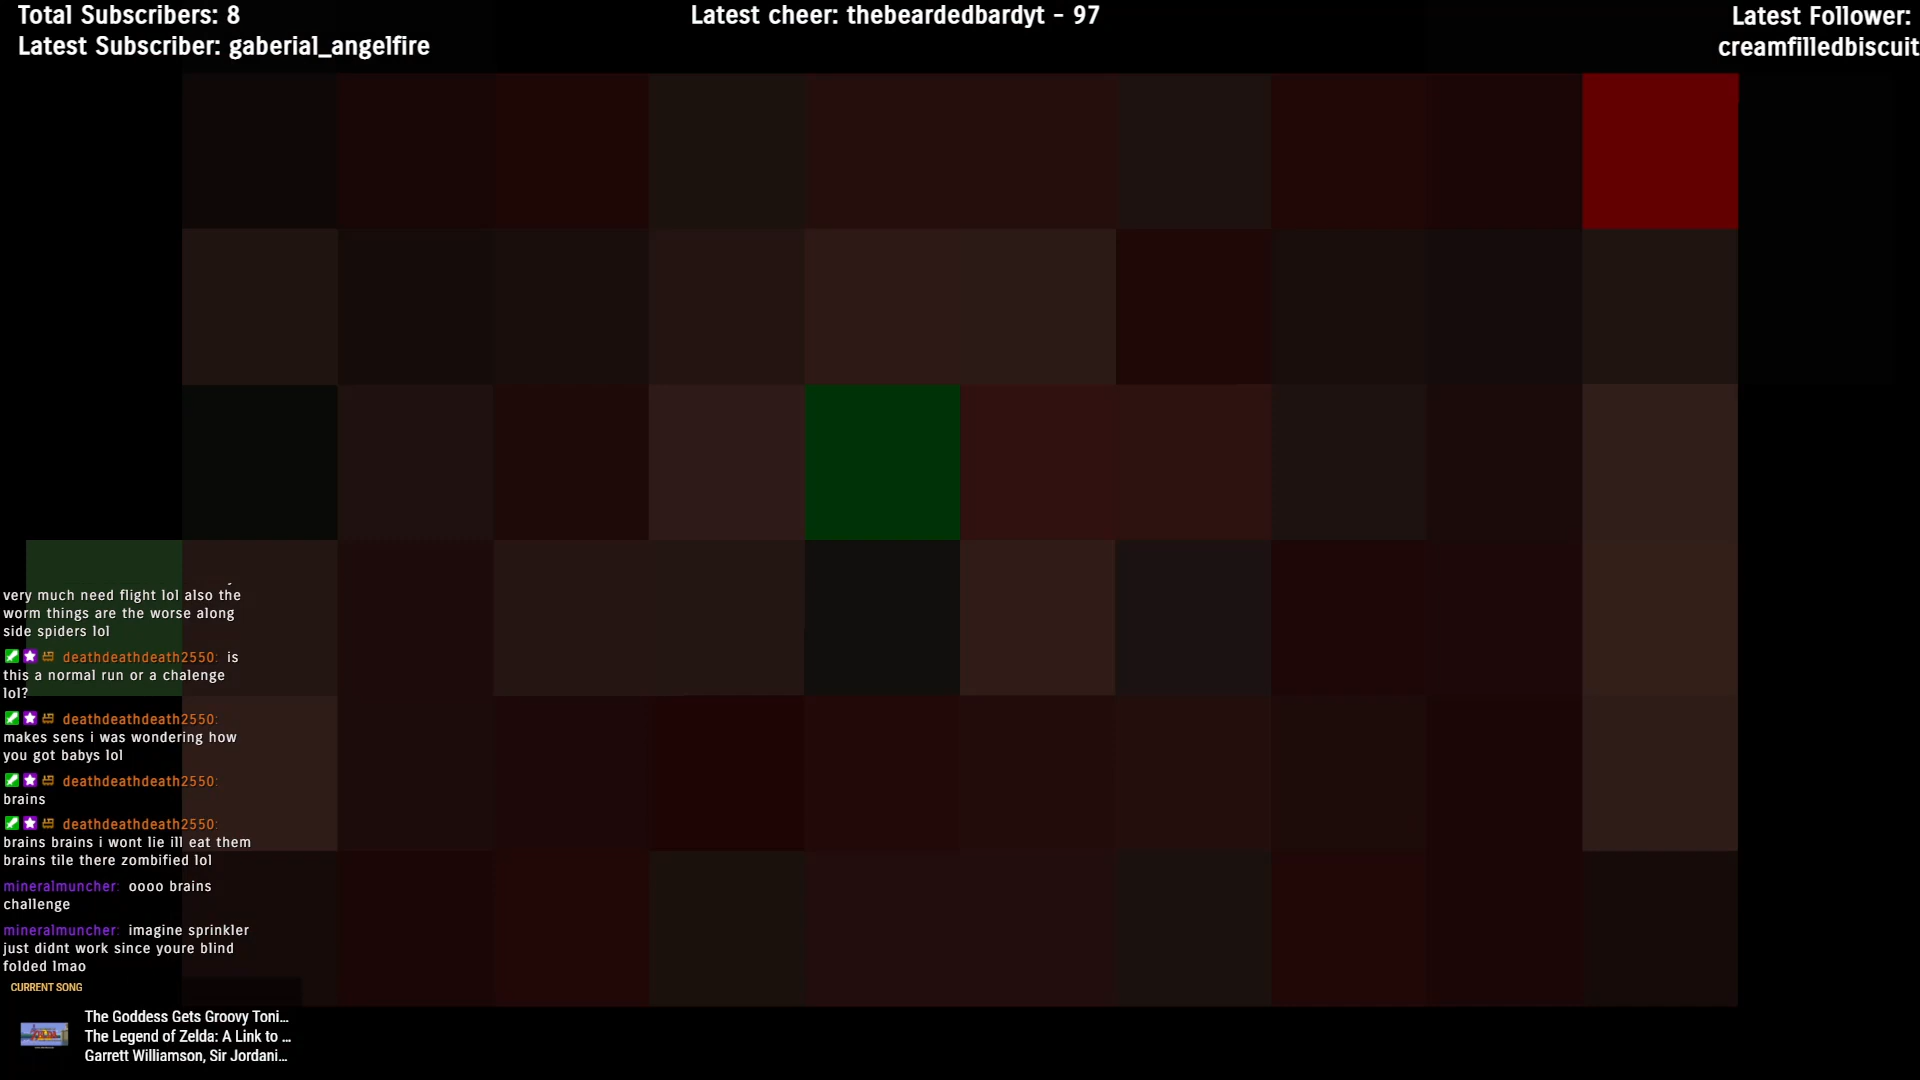 Total Subscribers: 8
Latest Subscriber: gaberial_angelfire
Latest cheer: thebeardedbardyt - 97
Latest Follower:
creamfilledbiscuit
very much need flight lol also the
worm things are the worse along
side spiders lol
deathdeathdeath2550: is
this a normal run or a chalenge
lol?
deathdeathdeath2550:
makes sens i was wondering how
you got babys lol
deathdeathdeath2550:
brains
deathdeathdeath2550:
brains brains i wont lie ill eat them
brains tile there zombified lol
mineralmuncher: oooo brains
challenge
mineralmuncher: imagine sprinkler
just didnt work since youre blind
folded lmao
CURRENT SONG
The Goddess Gets Groovy Toni...
The Legend of Zelda: A Link to ...
Garrett Williamson, Sir Jordani...